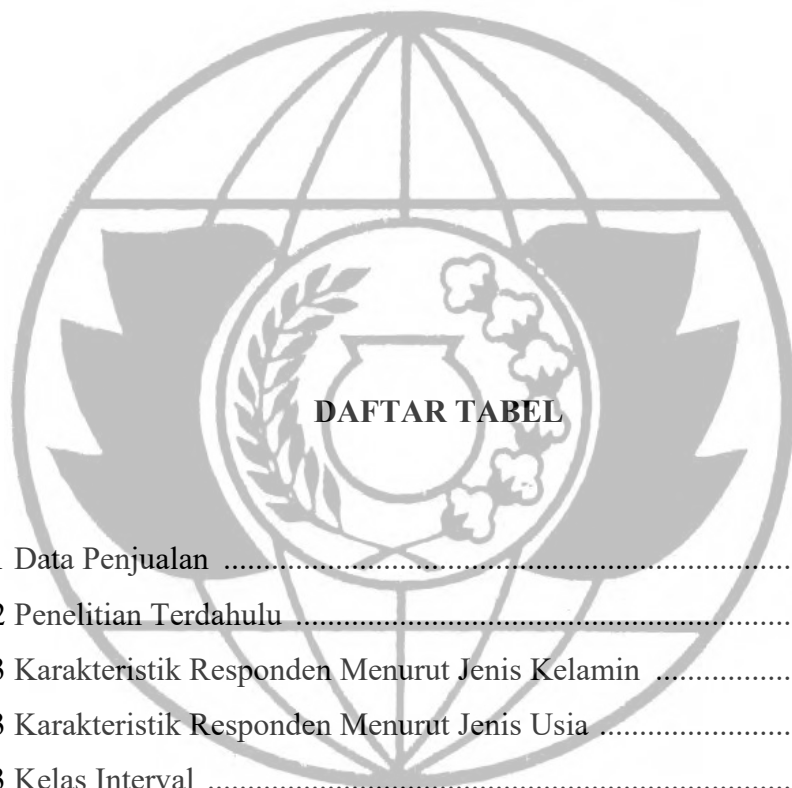 DAFTAR TABEL
1 Data Penjualan ..........................................................................
2 Penelitian Terdahulu ................................................................
3 Karakteristik Responden Menurut Jenis Kelamin ..................
3 Karakteristik Responden Menurut Jenis Usia .........................
3 Kelas Interval ............................................................................